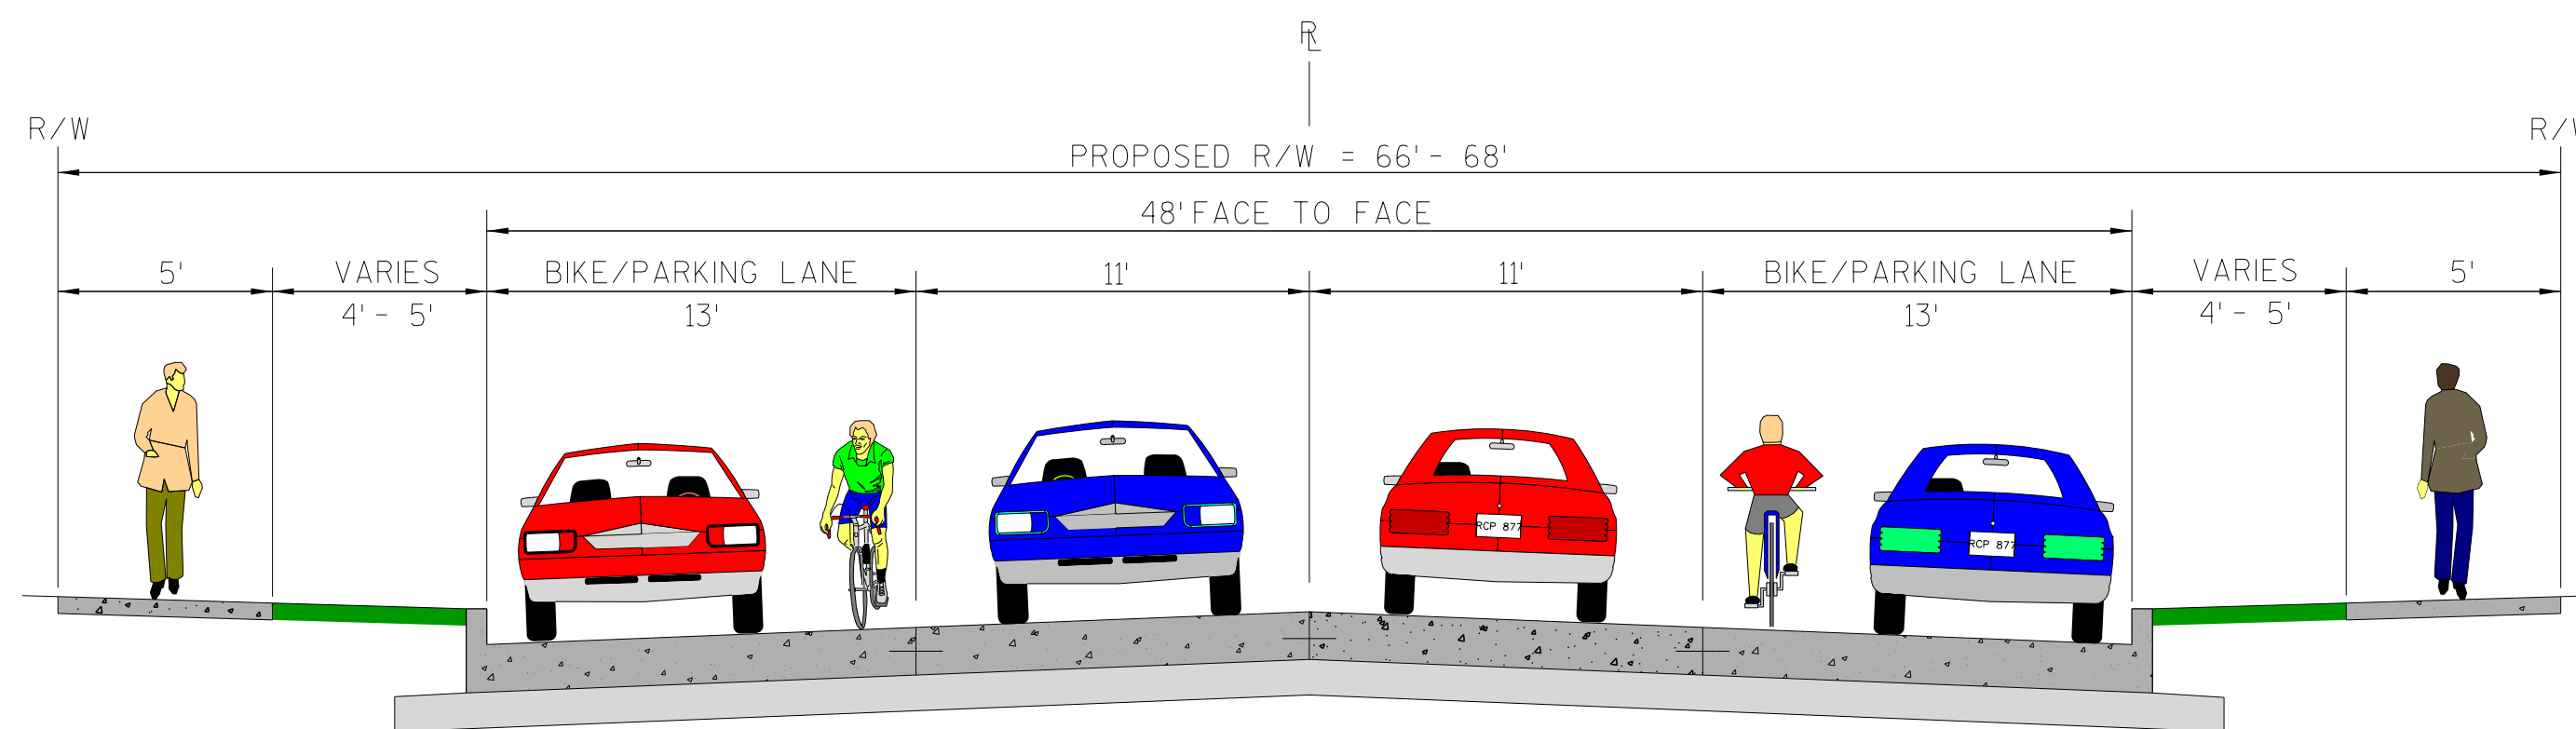 R
L
R/W R/W
PROPOSED R/W = 66'- 68'
48' FACE TO FACE
5' VARIES BIKE/PARKING LANE 11' 11' BIKE/PARKING LANE VARIES 5'
4'- 5' 13' 13' 4'- 5'
RCP 877 RCP 877